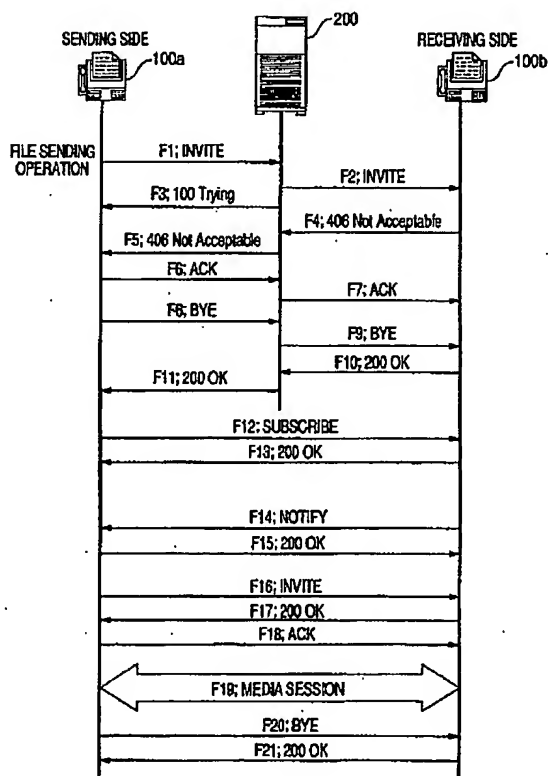 200
SENDING SIDE
RECEIVING SIDE
100a
100b
FILE SENDING
OPERATION
F1; INVITE
F2; INVITE
F3; 100 Trying
F4; 406 Not Acceptable
F5; 406 Not Acceptable
F6; ACK
F7; ACK
F8; BYE
F9; BYE
F10; 200 OK
F11; 200 OK
F12; SUBSCRIBE
F13; 200 OK
F14; NOTIFY
F15; 200 OK
F16; INVITE
F17; 200 OK
F18; ACK
F19; MEDIA SESSION
F20; BYE
F21; 200 OK